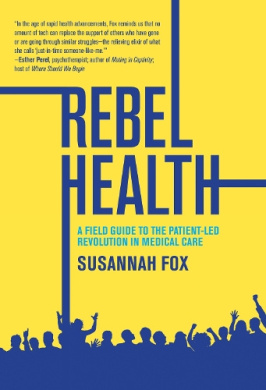 "In the age of rapid health advancements, Fox reminds us that no
amount of tech can replace the support of others who have gone
or are going through similar struggles—the relieving elixir of what
she calls 'just-in-time someone-like-me.'"
—Esther Perel, psychotherapist; author of Mating in Captivity;
host of Where Should We Begin
REBEL
HEALTH
A FIELD GUIDE TO THE PATIENT-LED
REVOLUTION IN MEDICAL CARE
SUSANNAH FOX